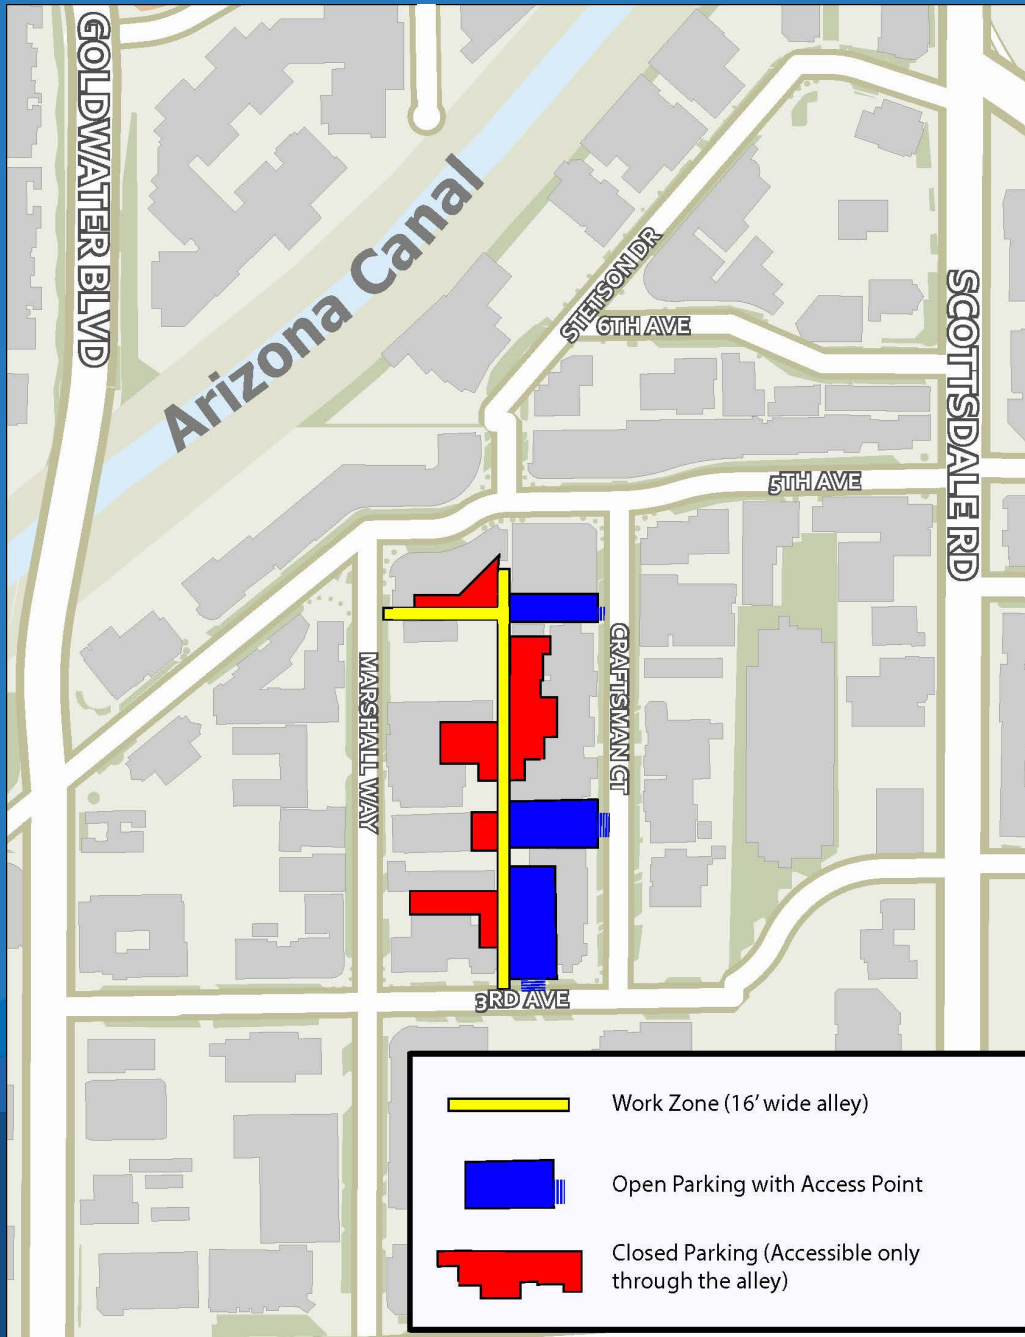 GOLDWATER BLVD
Arizona Canal
STETSON DR
6TH AVE
SCOTTSDALE RD
5TH AVE
MARSHALL WAY
CRAFTSMAN CT
3RD AVE
Work Zone (16' wide alley)
Open Parking with Access Point
Closed Parking (Accessible only
through the alley)